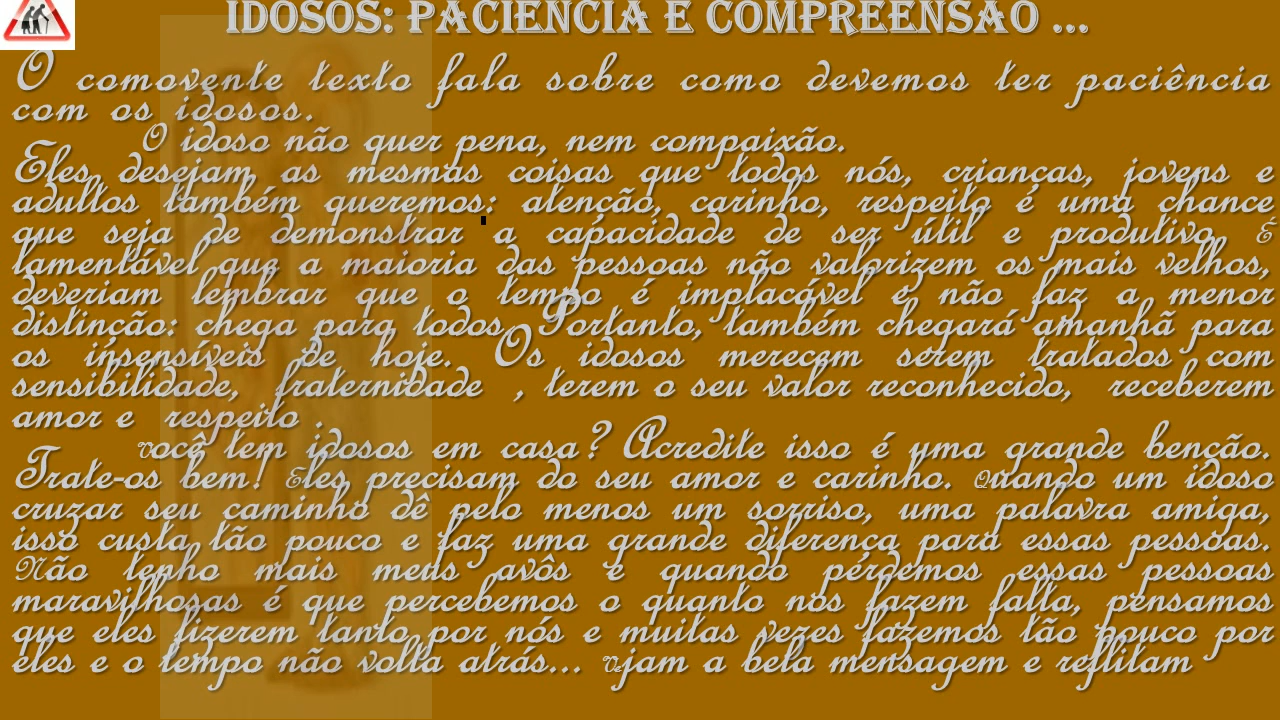 IDOSOS: PACIÊNCIA E COMPREENSÃO ...
O comovente texto fala sobre como devemos ter paciência
com os idosos.
O idoso não quer pena, nem compaixão.
Eles desejam as mesmas coisas que todos nós, crianças, jovens e
adultos também queremos: atenção, carinho, respeito é uma chance
que seja de demonstrar a capacidade de ser útil e produtivo. É
lamentável que a maioria das pessoas não valorizem os mais velhos,
deveriam lembrar que o tempo é implacável e não faz a menor
distinção: chega para todos. Portanto, também chegará amanhã para
os insensíveis de hoje. Os idosos merecem serem tratados com
sensibilidade, fraternidade , terem o seu valor reconhecido, receberem
amor e respeito .
Você tem idosos em casa? Acredite isso é uma grande benção.
Trate-os bem! Eles precisam do seu amor e carinho. Quando um idoso
cruzar seu caminho dê pelo menos um sorriso, uma palavra amiga,
isso custa tão pouco e faz uma grande diferença para essas pessoas.
Não tenho mais meus avôs e quando perdemos essas pessoas
maravilhosas é que percebemos o quanto nos fazem falta, pensamos
que eles fizerem tanto por nós e muitas vezes fazemos tão pouco por
eles e o tempo não volta atrás... Vejam a bela mensagem e reflitam